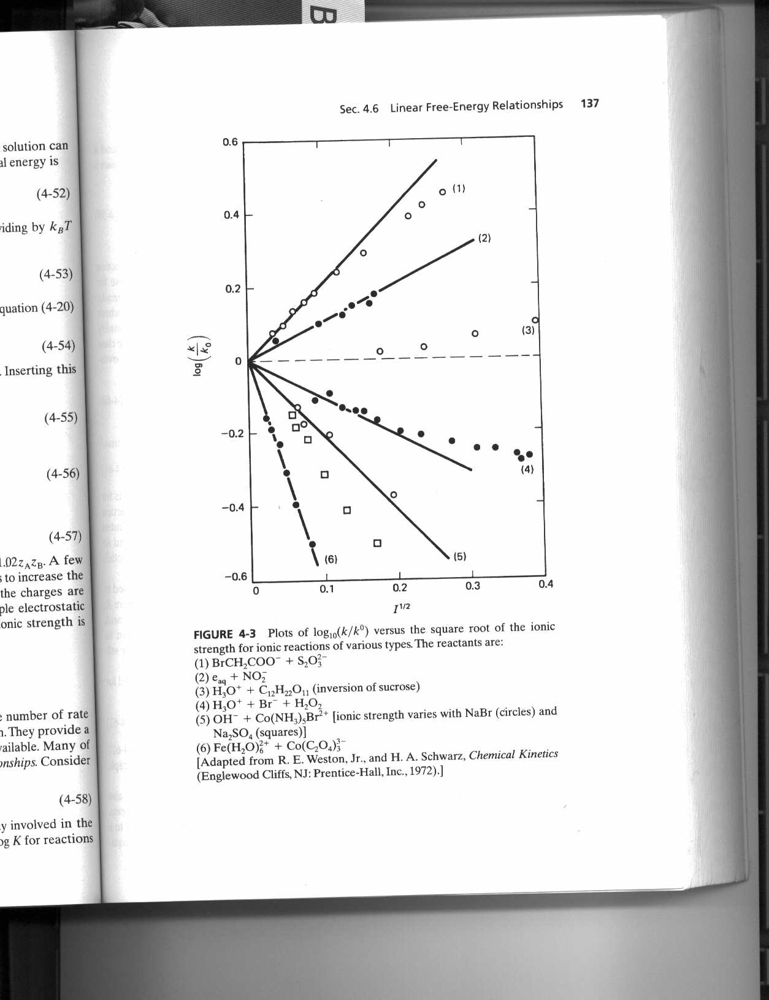 B
solution can
al energy is
(4-52)
viding by k_BT
(4-53)
quation (4-20)
(4-54)
. Inserting this
(4-55)
(4-56)
(4-57)
1.02z_Az_B. A few
s to increase the
the charges are
ple electrostatic
ionic strength is
number of rate
n. They provide a
vailable. Many of
onships. Consider
(4-58)
y involved in the
og K for reactions
Sec. 4.6 Linear Free-Energy Relationships 137
0.6
0.4
0.2
0
−0.2
−0.4
−0.6
log(k/k₀)
(1)
(2)
(3)
(4)
(5)
(6)
0 0.1 0.2 0.3 0.4
I^1/2
FIGURE 4-3 Plots of log₁₀(k/k⁰) versus the square root of the ionic
strength for ionic reactions of various types. The reactants are:
(1) BrCH₂COO⁻ + S₂O₃²⁻
(2) e_aq + NO₂⁻
(3) H₃O⁺ + C₁₂H₂₂O₁₁ (inversion of sucrose)
(4) H₃O⁺ + Br⁻ + H₂O₂
(5) OH⁻ + Co(NH₃)₅Br²⁺ [ionic strength varies with NaBr (circles) and
Na₂SO₄ (squares)]
(6) Fe(H₂O)₆²⁺ + Co(C₂O₄)₃³⁻
[Adapted from R. E. Weston, Jr., and H. A. Schwarz, Chemical Kinetics
(Englewood Cliffs, NJ: Prentice-Hall, Inc., 1972).]